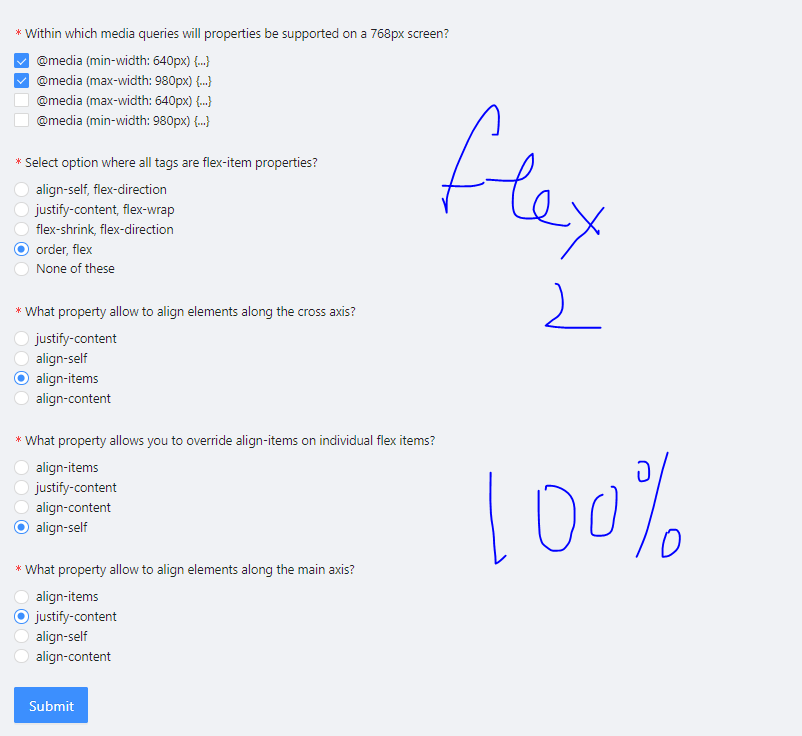 * Within which media queries will properties be supported on a 768px screen?
@media (min-width: 640px) {...}
@media (max-width: 980px) {...}
@media (max-width: 640px) {...}
@media (min-width: 980px) {...}
* Select option where all tags are flex-item properties?
align-self, flex-direction
justify-content, flex-wrap
flex-shrink, flex-direction
order, flex
None of these
flex
2
* What property allow to align elements along the cross axis?
justify-content
align-self
align-items
align-content
* What property allows you to override align-items on individual flex items?
align-items
justify-content
align-content
align-self
100%
* What property allow to align elements along the main axis?
align-items
justify-content
align-self
align-content
Submit